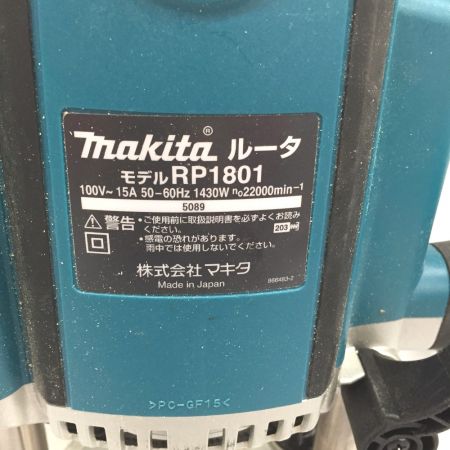 makita® ルータ
モデル RP1801
100V~ 15A 50-60Hz 1430W n₀22000min⁻¹
5089
警告 ・ご使用前に取扱説明書を必ずよくお読み
ください。
・感電の恐れがあります。
雨中では使用しないでください。
203
株式会社 マキタ
Made in Japan
>PC-GF15<